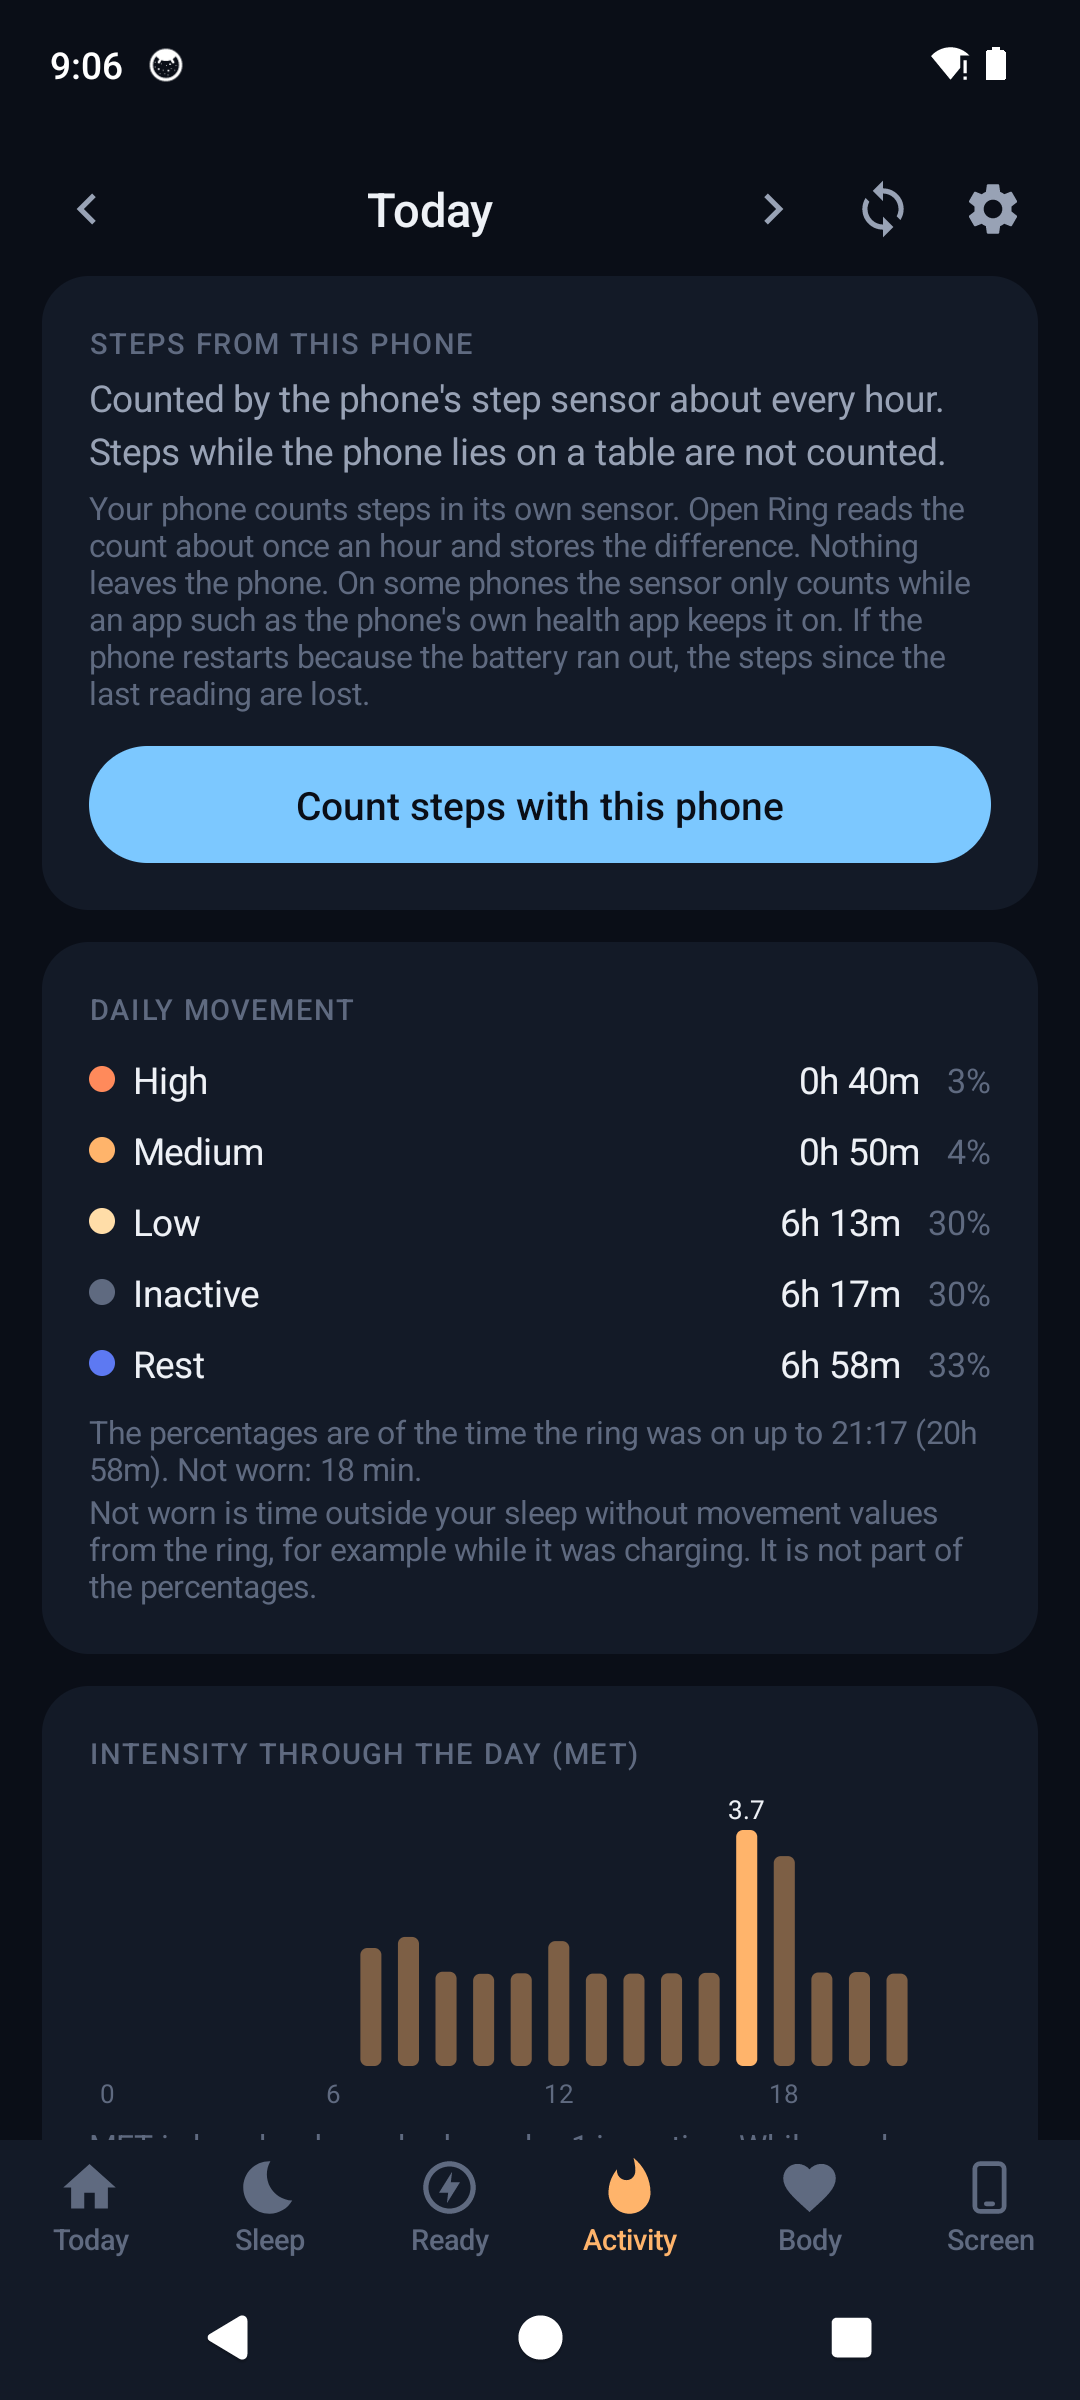 9:06
Today
STEPS FROM THIS PHONE
Counted by the phone's step sensor about every hour.
Steps while the phone lies on a table are not counted.
Your phone counts steps in its own sensor. Open Ring reads the
count about once an hour and stores the difference. Nothing
leaves the phone. On some phones the sensor only counts while
an app such as the phone's own health app keeps it on. If the
phone restarts because the battery ran out, the steps since the
last reading are lost.
Count steps with this phone
DAILY MOVEMENT
High 0h 40m 3%
Medium 0h 50m 4%
Low 6h 13m 30%
Inactive 6h 17m 30%
Rest 6h 58m 33%
The percentages are of the time the ring was on up to 21:17 (20h
58m). Not worn: 18 min.
Not worn is time outside your sleep without movement values
from the ring, for example while it was charging. It is not part of
the percentages.
INTENSITY THROUGH THE DAY (MET)
3.7
0 6 12 18
Today Sleep Ready Activity Body Screen